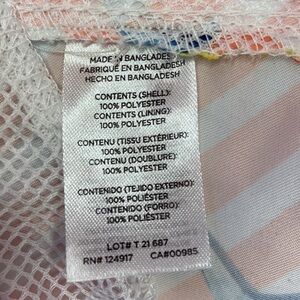 MADE IN BANGLADESH
FABRIQUÉ EN BANGLADESH
HECHO EN BANGLADESH
CONTENTS (SHELL):
100% POLYESTER
CONTENTS (LINING):
100% POLYESTER
CONTENU (TISSU EXTÉRIEUR):
100% POLYESTER
CONTENU (DOUBLURE):
100% POLYESTER
CONTENIDO (TEJIDO EXTERNO):
100% POLIÉSTER
CONTENIDO (FORRO):
100% POLIÉSTER
LOT# T 21 687
RN# 124917 CA#00985